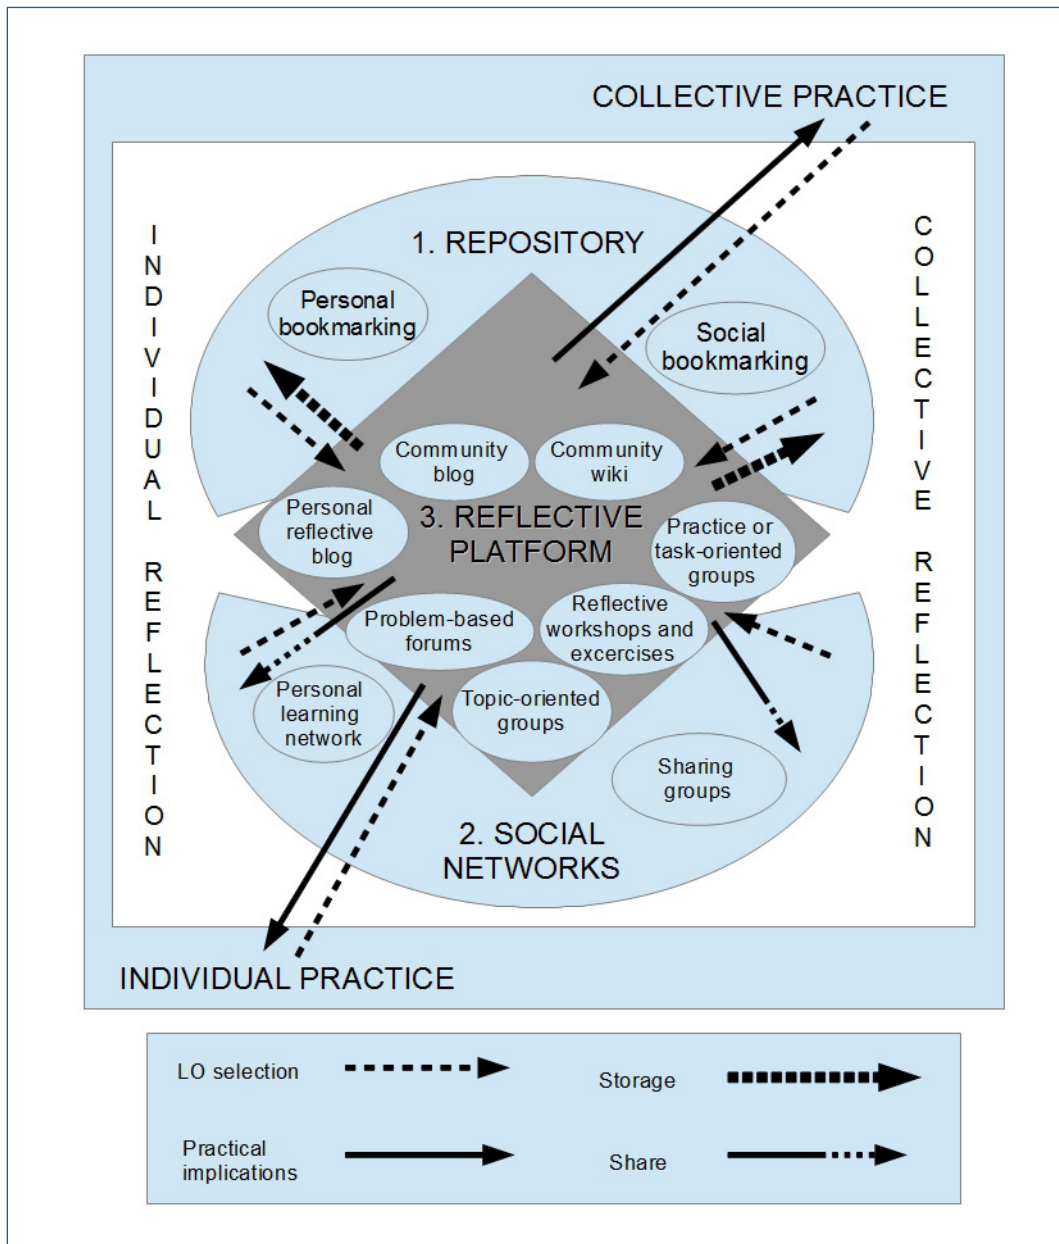 COLLECTIVE PRACTICE
1. REPOSITORY
Personal
bookmarking
Social
bookmarking
INDIVIDUAL REFLECTION
COLLECTIVE REFLECTION
Community
blog
Community
wiki
Personal
reflective
blog
3. REFLECTIVE
PLATFORM
Practice or
task-oriented
groups
Problem-based
forums
Reflective
workshops and
excercises
Personal
learning
network
Topic-oriented
groups
Sharing
groups
2. SOCIAL
NETWORKS
INDIVIDUAL PRACTICE
LO selection
Storage
Practical
implications
Share